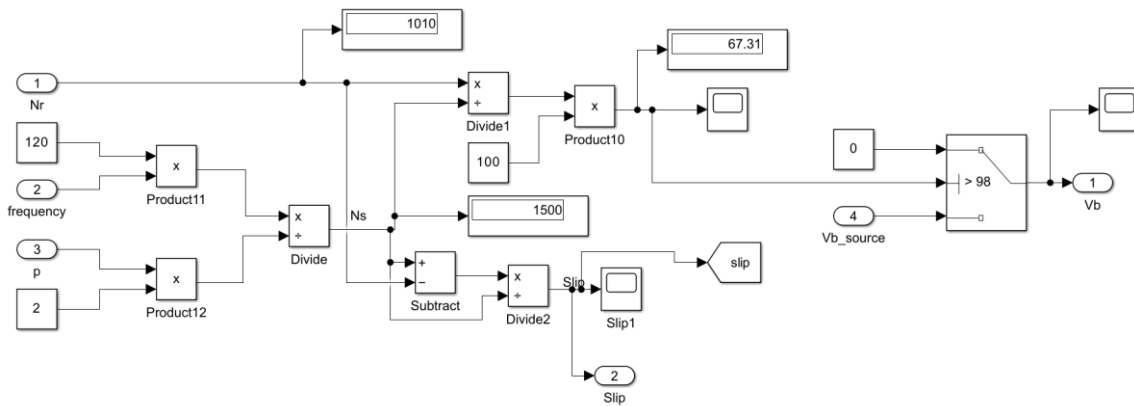 1010
67.31
1
Nr
x
÷
Divide1
x
Product10
120
x
Product11
100
0
> 98
1
Vb
2
frequency
Ns
1500
4
Vb_source
x
÷
Divide
3
p
+
−
Subtract
x
÷
Divide2
Slip
slip
2
x
Product12
Slip1
2
Slip